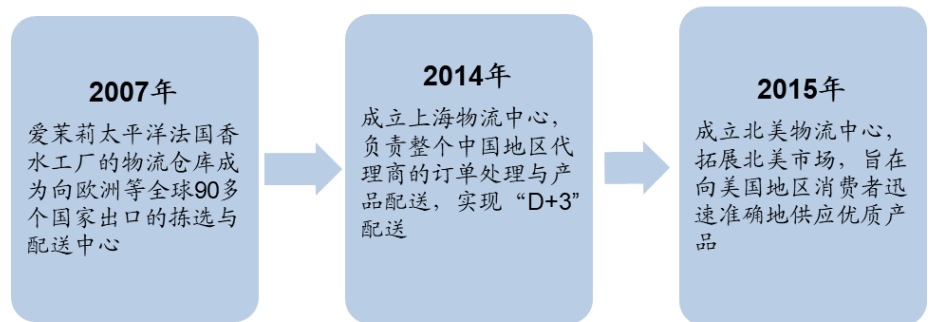 2007年
爱茉莉太平洋法国香
水工厂的物流仓库成
为向欧洲等全球90多
个国家出口的拣选与
配送中心
2014年
成立上海物流中心，
负责整个中国地区代
理商的订单处理与产
品配送，实现“D+3”
配送
2015年
成立北美物流中心，
拓展北美市场，旨在
向美国地区消费者迅
速准确地供应优质产
品